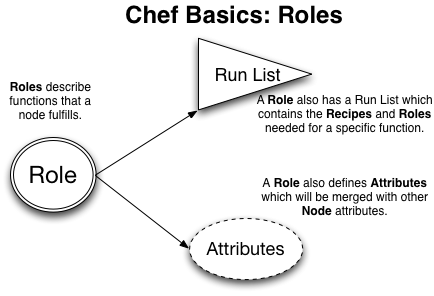 Chef Basics: Roles
Roles describe
functions that a
node fulfills.
Run List
A Role also has a Run List which
contains the Recipes and Roles
needed for a specific function.
Role
A Role also defines Attributes
which will be merged with other
Node attributes.
Attributes